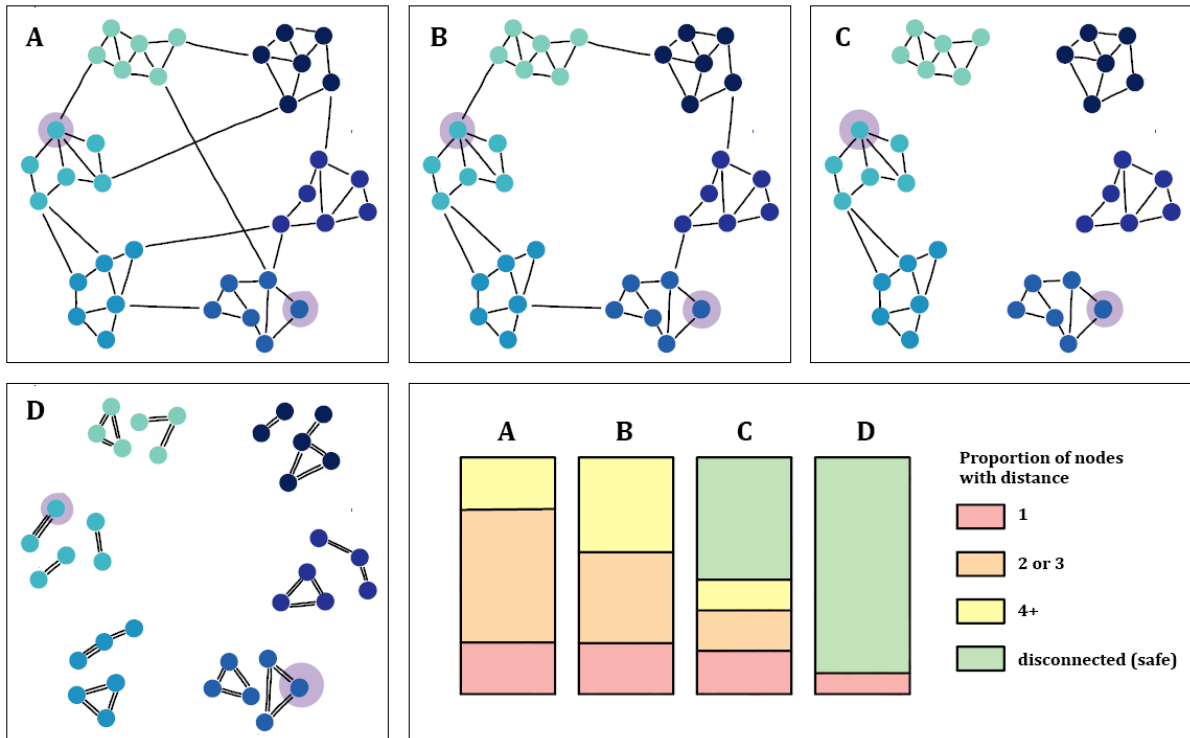 A
B
C
D
A B C D
Proportion of nodes
with distance
1
2 or 3
4+
disconnected (safe)